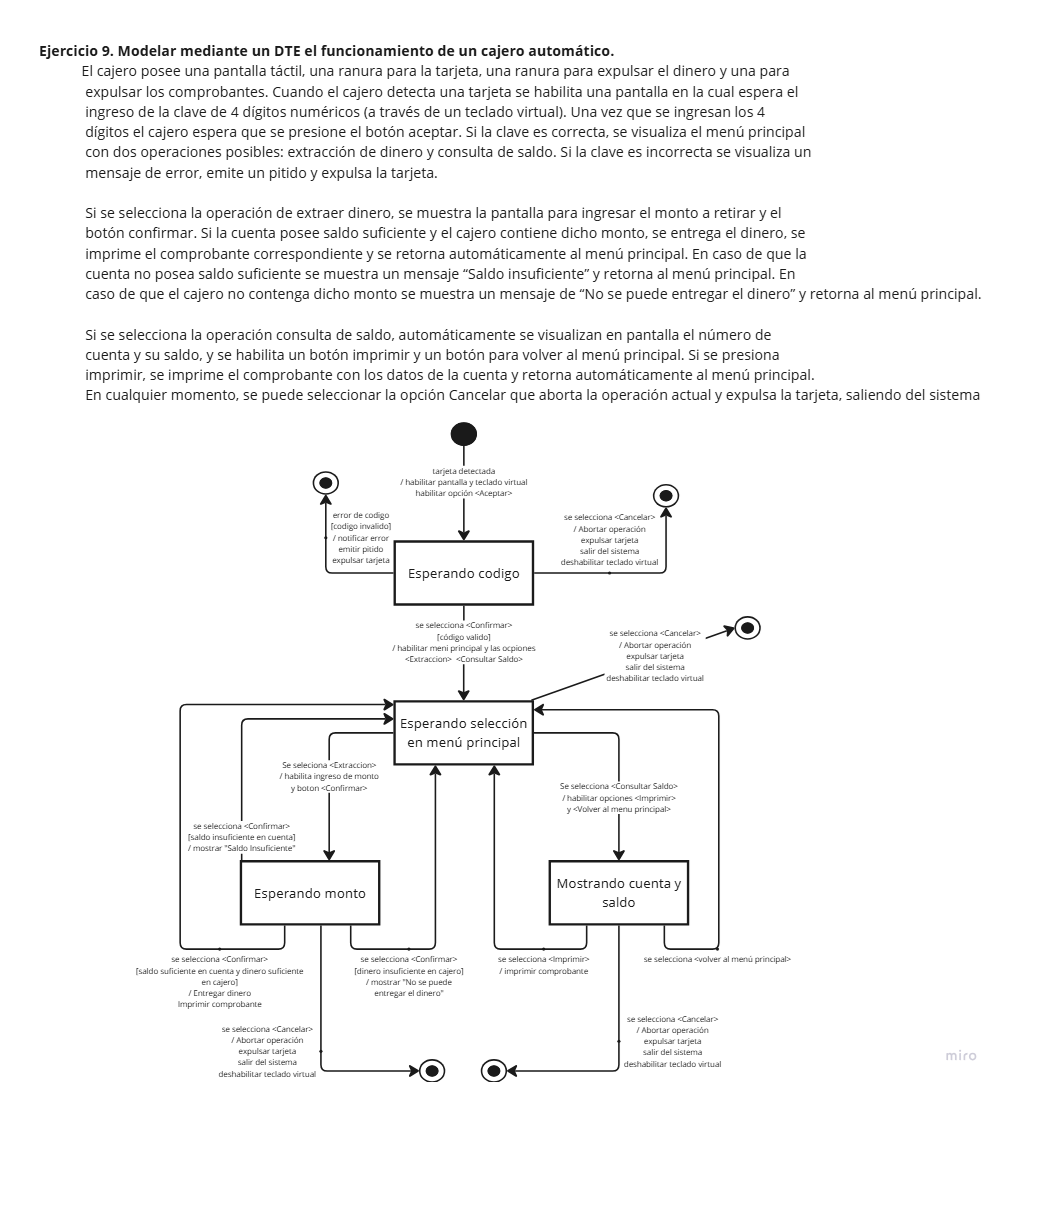 Ejercicio 9. Modelar mediante un DTE el funcionamiento de un cajero automático.
El cajero posee una pantalla táctil, una ranura para la tarjeta, una ranura para expulsar el dinero y una para
expulsar los comprobantes. Cuando el cajero detecta una tarjeta se habilita una pantalla en la cual espera el
ingreso de la clave de 4 dígitos numéricos (a través de un teclado virtual). Una vez que se ingresan los 4
dígitos el cajero espera que se presione el botón aceptar. Si la clave es correcta, se visualiza el menú principal
con dos operaciones posibles: extracción de dinero y consulta de saldo. Si la clave es incorrecta se visualiza un
mensaje de error, emite un pitido y expulsa la tarjeta.
Si se selecciona la operación de extraer dinero, se muestra la pantalla para ingresar el monto a retirar y el
botón confirmar. Si la cuenta posee saldo suficiente y el cajero contiene dicho monto, se entrega el dinero, se
imprime el comprobante correspondiente y se retorna automáticamente al menú principal. En caso de que la
cuenta no posea saldo suficiente se muestra un mensaje “Saldo insuficiente” y retorna al menú principal. En
caso de que el cajero no contenga dicho monto se muestra un mensaje de “No se puede entregar el dinero” y retorna al menú principal.
Si se selecciona la operación consulta de saldo, automáticamente se visualizan en pantalla el número de
cuenta y su saldo, y se habilita un botón imprimir y un botón para volver al menú principal. Si se presiona
imprimir, se imprime el comprobante con los datos de la cuenta y retorna automáticamente al menú principal.
En cualquier momento, se puede seleccionar la opción Cancelar que aborta la operación actual y expulsa la tarjeta, saliendo del sistema
tarjeta detectada
/ habilitar pantalla y teclado virtual
habilitar opción <Aceptar>
error de codigo
[codigo invalido]
/ notificar error
emitir pitido
expulsar tarjeta
se selecciona <Cancelar>
/ Abortar operación
expulsar tarjeta
salir del sistema
deshabilitar teclado virtual
Esperando codigo
se selecciona <Confirmar>
[código valido]
/ habilitar meni principal y las ocpiones
<Extraccion> <Consultar Saldo>
se selecciona <Cancelar>
/ Abortar operación
expulsar tarjeta
salir del sistema
deshabilitar teclado virtual
Esperando selección
en menú principal
Se seleciona <Extraccion>
/ habilita ingreso de monto
y boton <Confirmar>
Se selecciona <Consultar Saldo>
/ habilitar opciones <Imprimir>
y <Volver al menu principal>
se selecciona <Confirmar>
[saldo insuficiente en cuenta]
/ mostrar "Saldo Insuficiente"
Esperando monto
Mostrando cuenta y
saldo
se selecciona <Confirmar>
[saldo suficiente en cuenta y dinero suficiente
en cajero]
/ Entregar dinero
Imprimir comprobante
se selecciona <Confirmar>
[dinero insuficiente en cajero]
/ mostrar "No se puede
entregar el dinero"
se selecciona <Imprimir>
/ imprimir comprobante
se selecciona <volver al menú principal>
se selecciona <Cancelar>
/ Abortar operación
expulsar tarjeta
salir del sistema
deshabilitar teclado virtual
se selecciona <Cancelar>
/ Abortar operación
expulsar tarjeta
salir del sistema
deshabilitar teclado virtual
miro